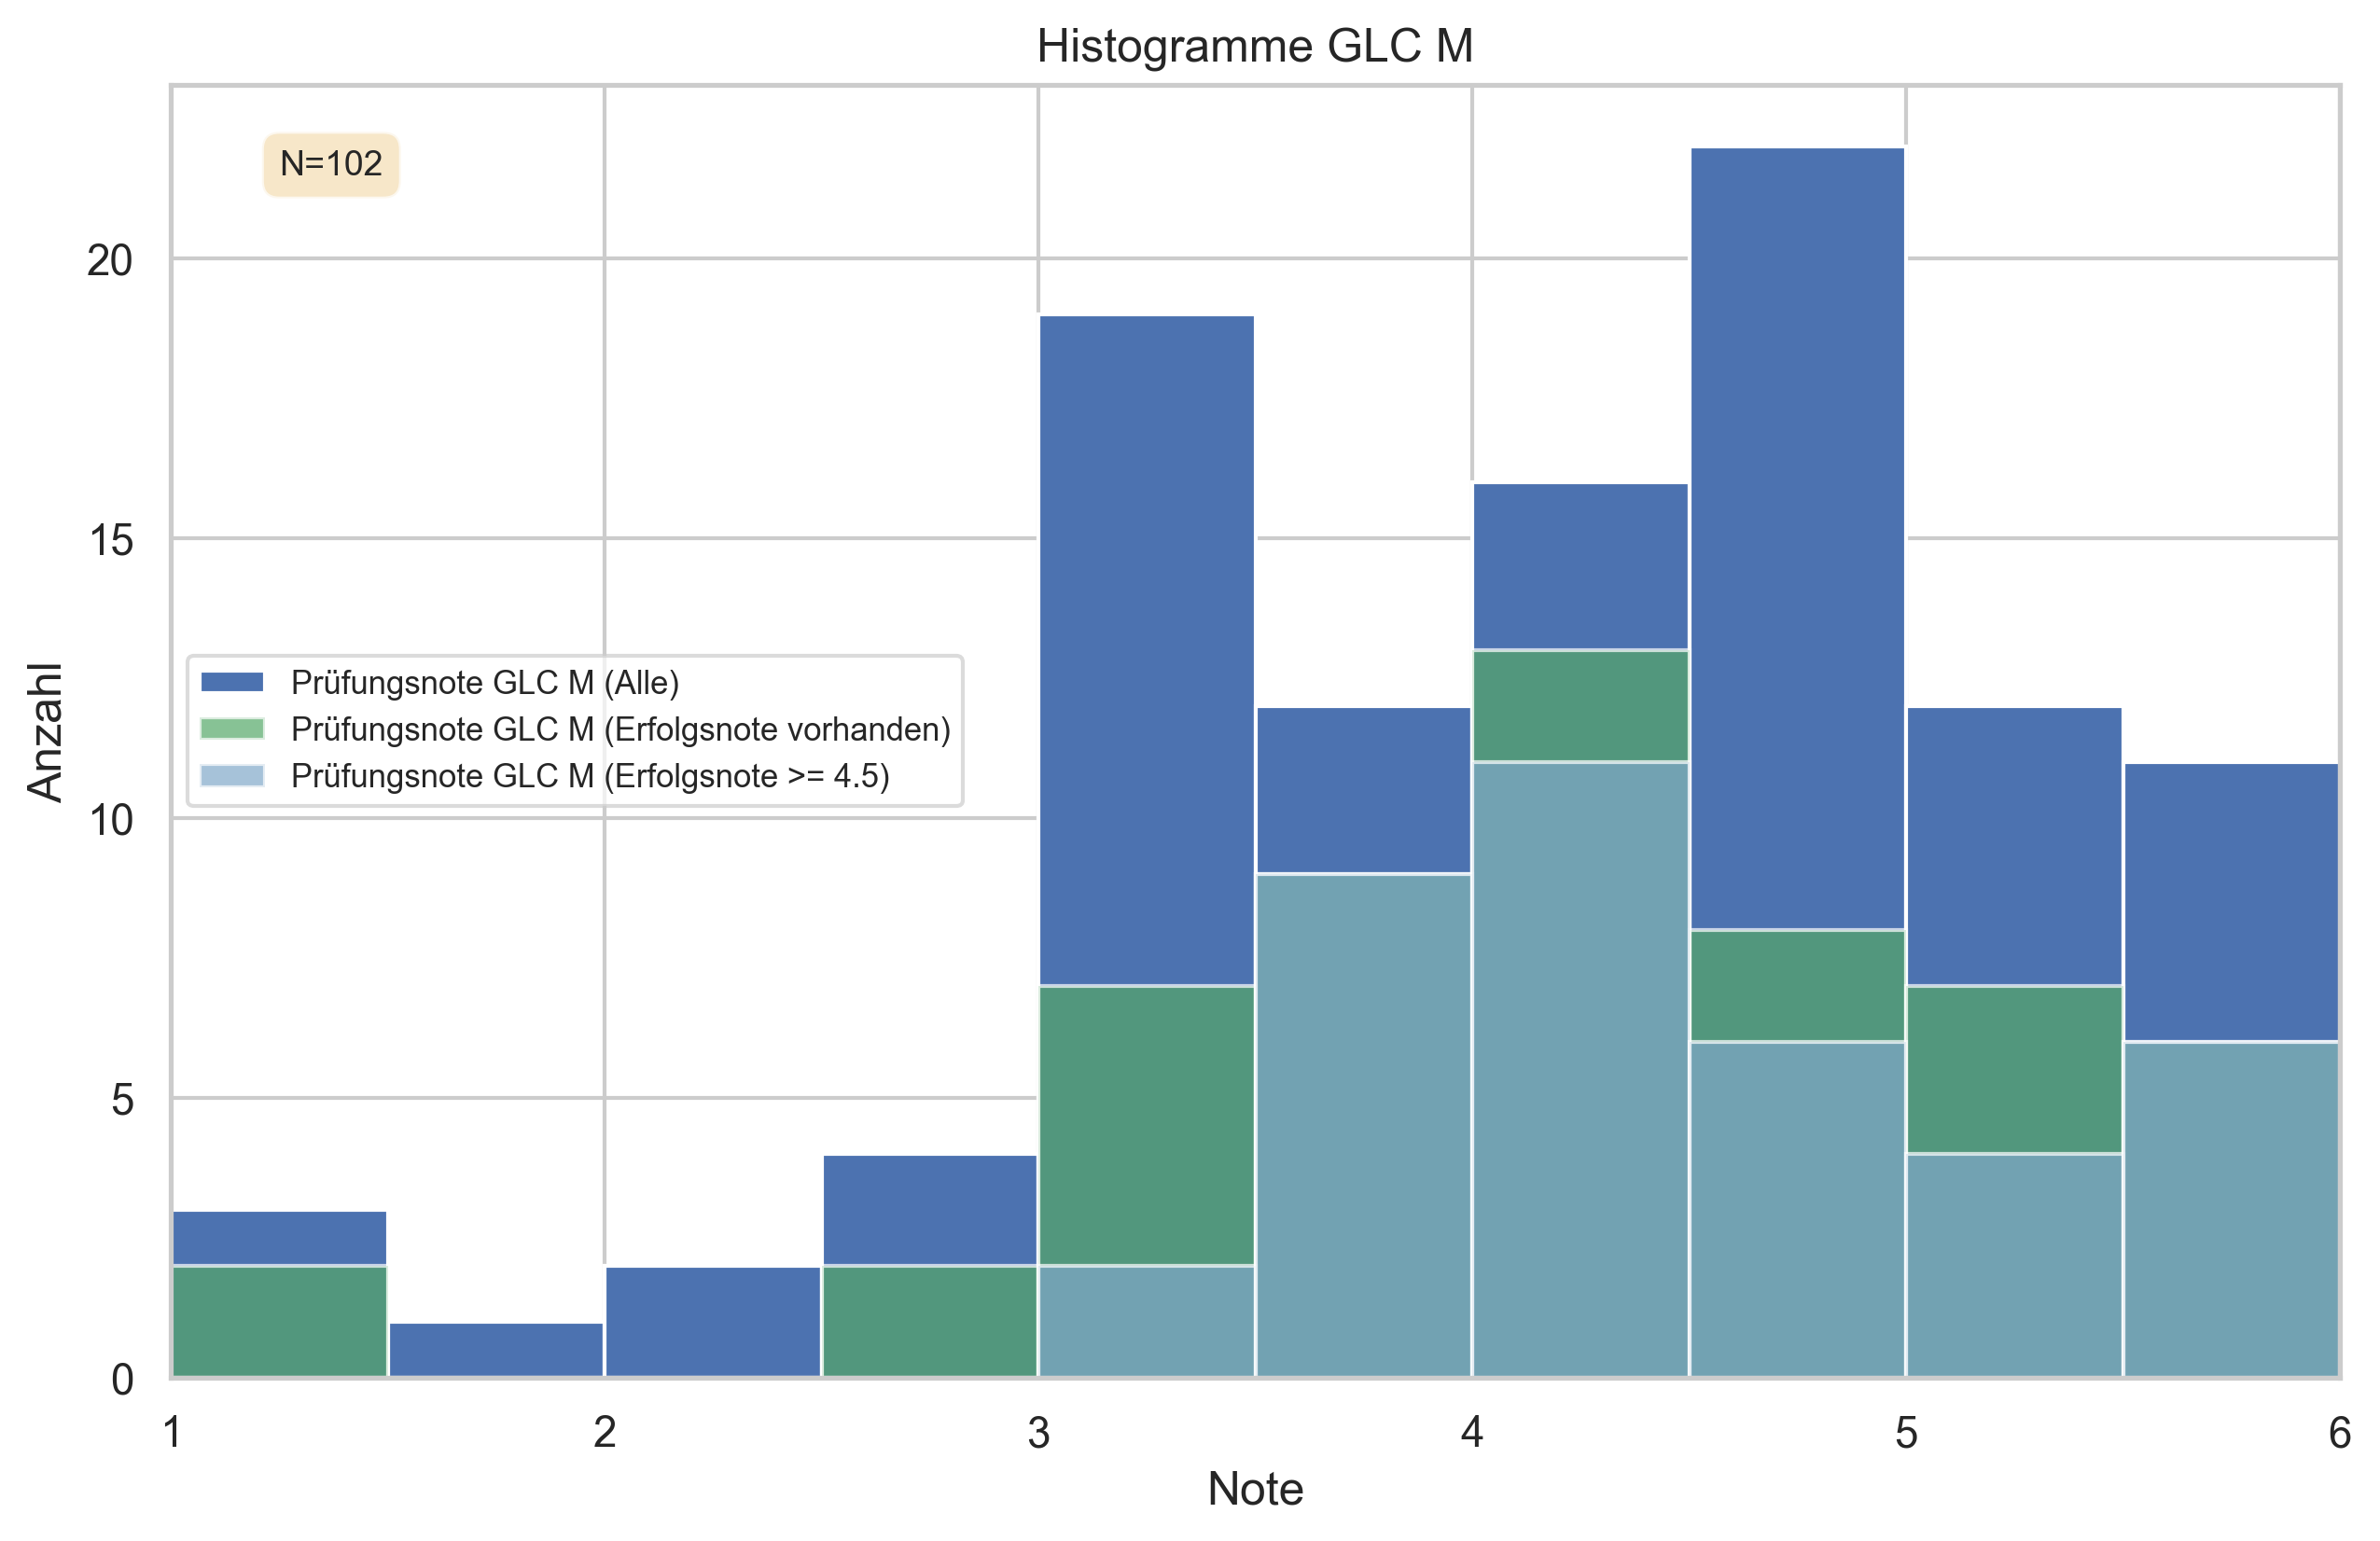 Histogramme GLC M
N=102
20
15
10
5
0
Anzahl
Prüfungsnote GLC M (Alle)
Prüfungsnote GLC M (Erfolgsnote vorhanden)
Prüfungsnote GLC M (Erfolgsnote >= 4.5)
1 2 3 4 5 6
Note